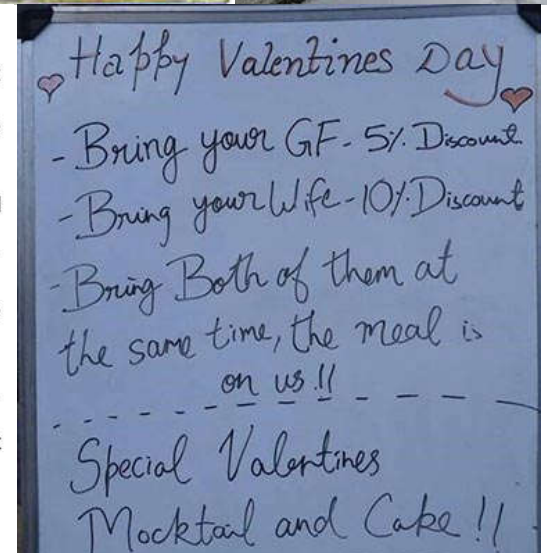 Happy Valentines Day
- Bring your GF - 5% Discount
- Bring your Wife - 10% Discount
- Bring Both of them at
the same time, the meal is
on us !!
Special Valentines
Mocktail and Cake !!